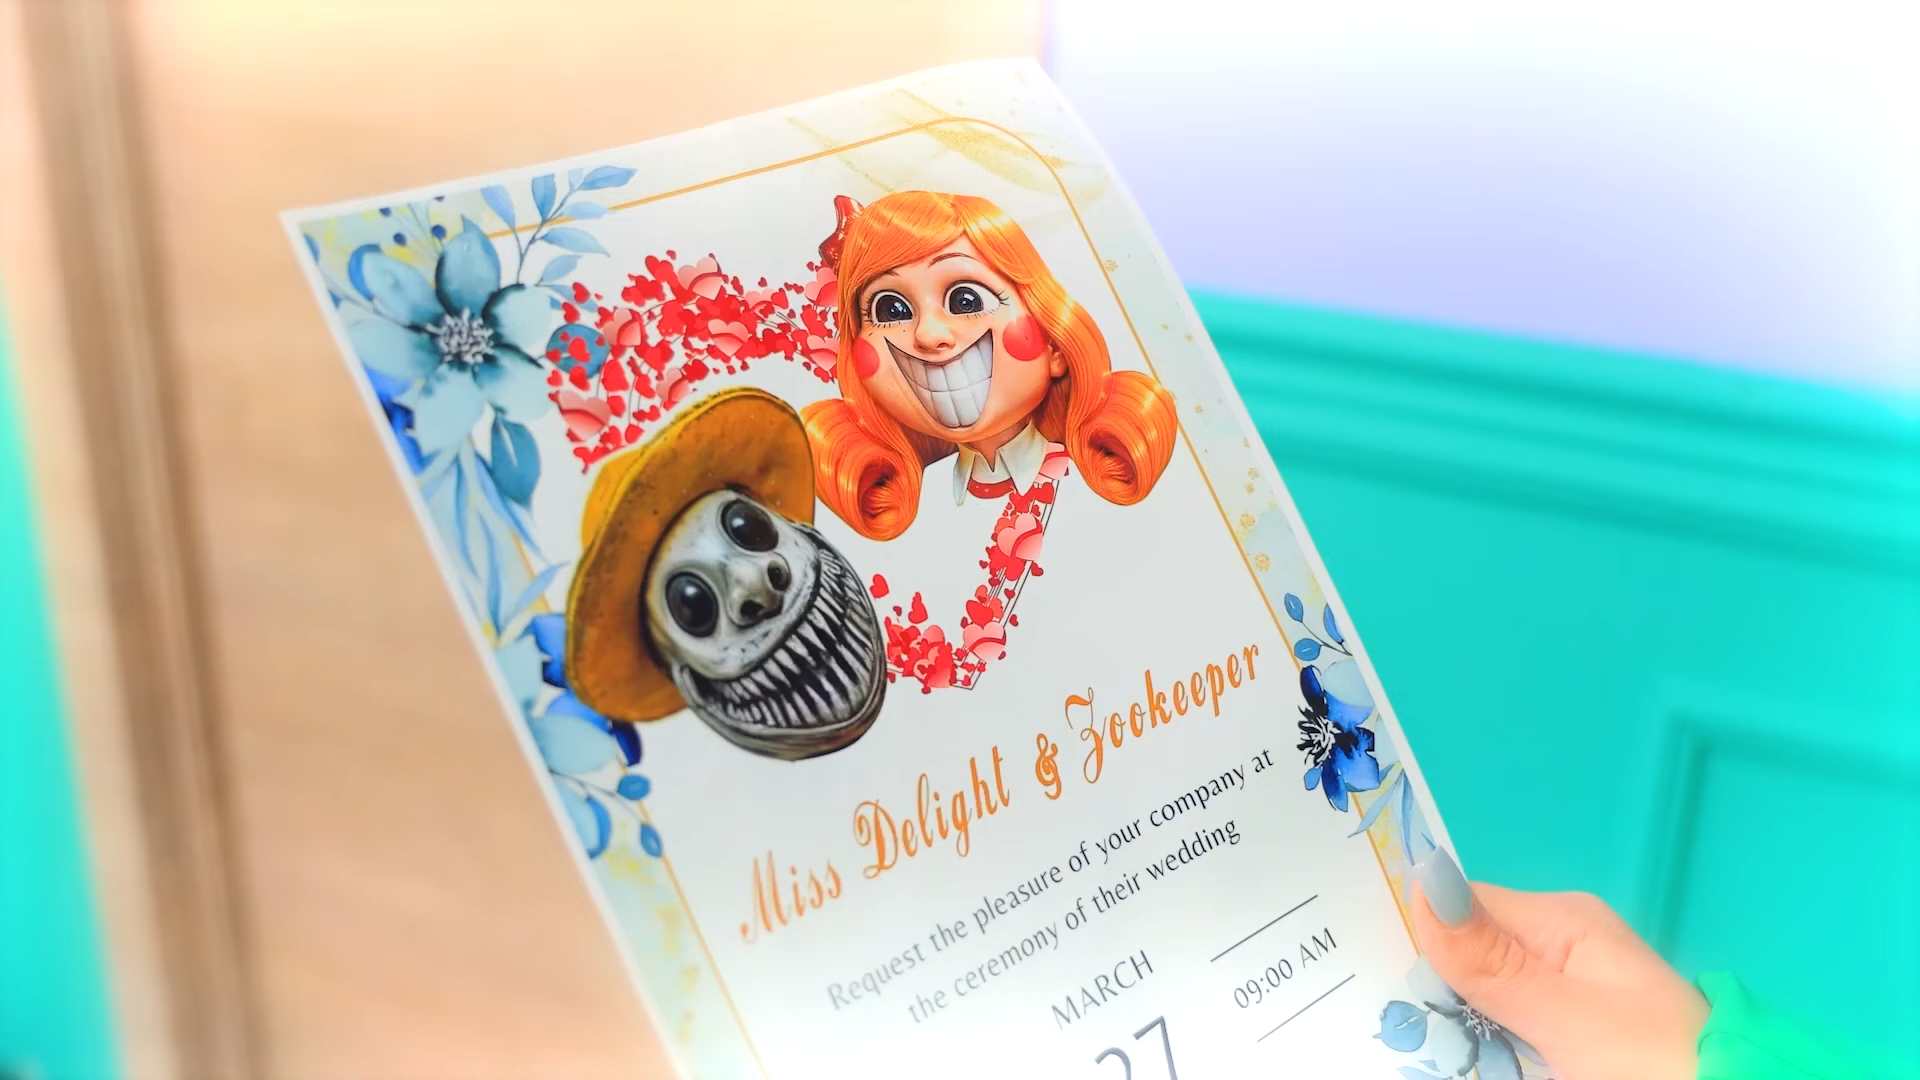 Miss Delight & Zookeeper
Request the pleasure of your company at
the ceremony of their wedding
MARCH
27
09:00 AM